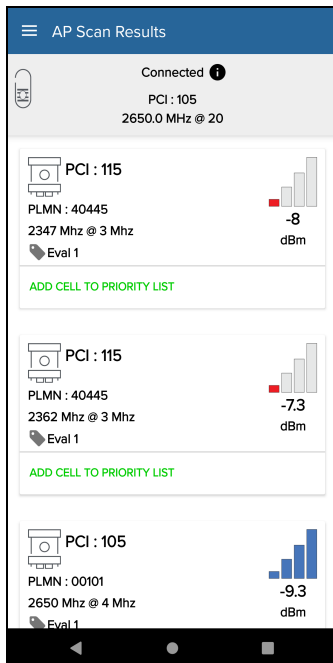 AP Scan Results
Connected
PCI : 105
2650.0 MHz @ 20
PCI : 115
PLMN : 40445
2347 Mhz @ 3 Mhz
Eval 1
-8
dBm
ADD CELL TO PRIORITY LIST
PCI : 115
PLMN : 40445
2362 Mhz @ 3 Mhz
Eval 1
-7.3
dBm
ADD CELL TO PRIORITY LIST
PCI : 105
PLMN : 00101
2650 Mhz @ 4 Mhz
Eval 1
-9.3
dBm